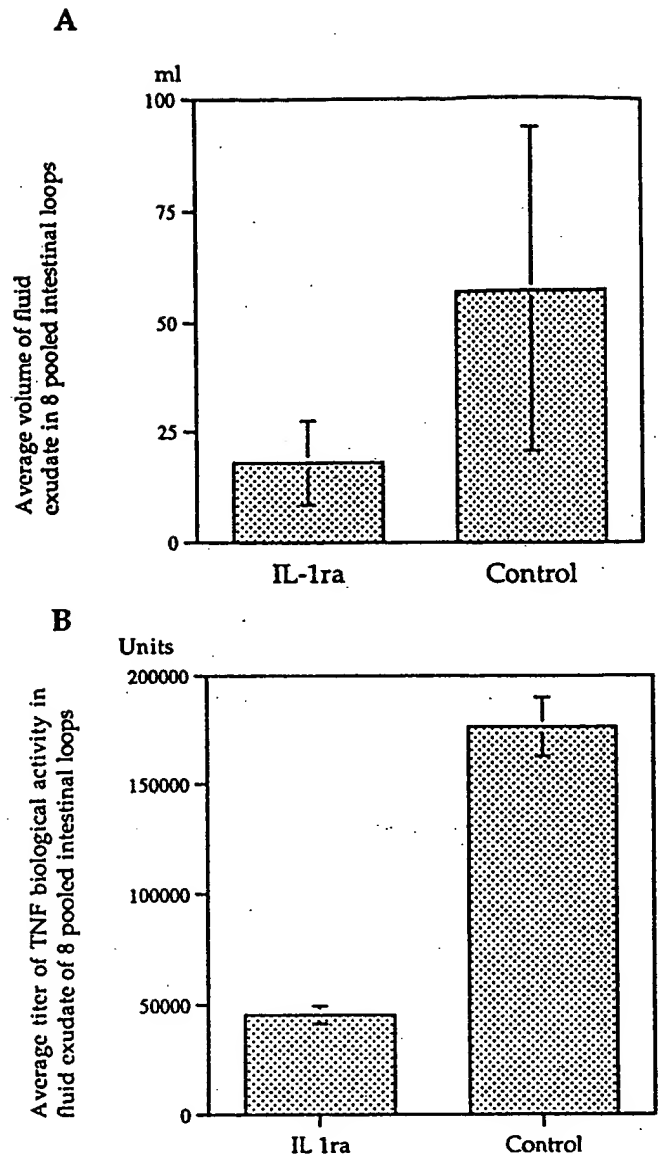 A
ml
100
75
50
25
0
Average volume of fluid
exudate in 8 pooled intestinal loops
IL-1ra Control
B
Units
200000
150000
100000
50000
0
Average titer of TNF biological activity in
fluid exudate of 8 pooled intestinal loops
IL 1ra Control